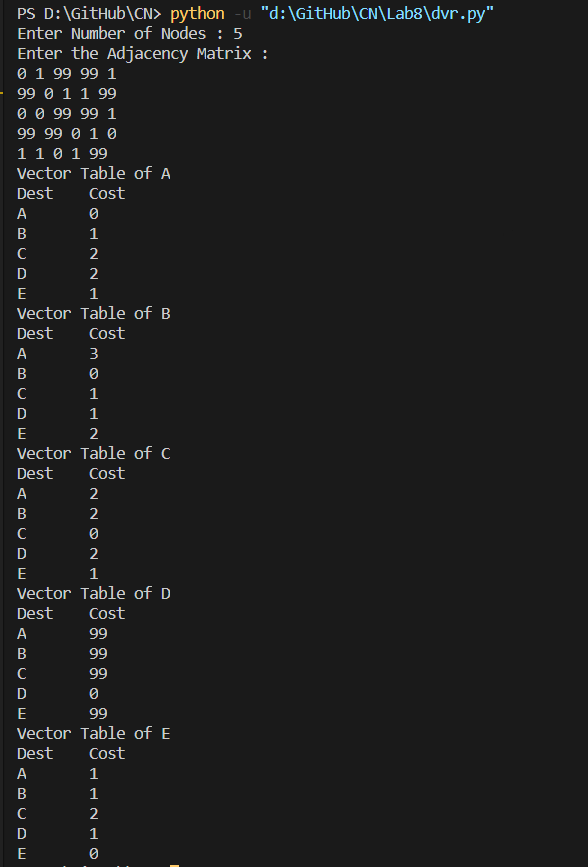 PS D:\GitHub\CN> python -u "d:\GitHub\CN\Lab8\dvr.py"
Enter Number of Nodes : 5
Enter the Adjacency Matrix :
0 1 99 99 1
99 0 1 1 99
0 0 99 99 1
99 99 0 1 0
1 1 0 1 99
Vector Table of A
Dest    Cost
A       0
B       1
C       2
D       2
E       1
Vector Table of B
Dest    Cost
A       3
B       0
C       1
D       1
E       2
Vector Table of C
Dest    Cost
A       2
B       2
C       0
D       2
E       1
Vector Table of D
Dest    Cost
A       99
B       99
C       99
D       0
E       99
Vector Table of E
Dest    Cost
A       1
B       1
C       2
D       1
E       0